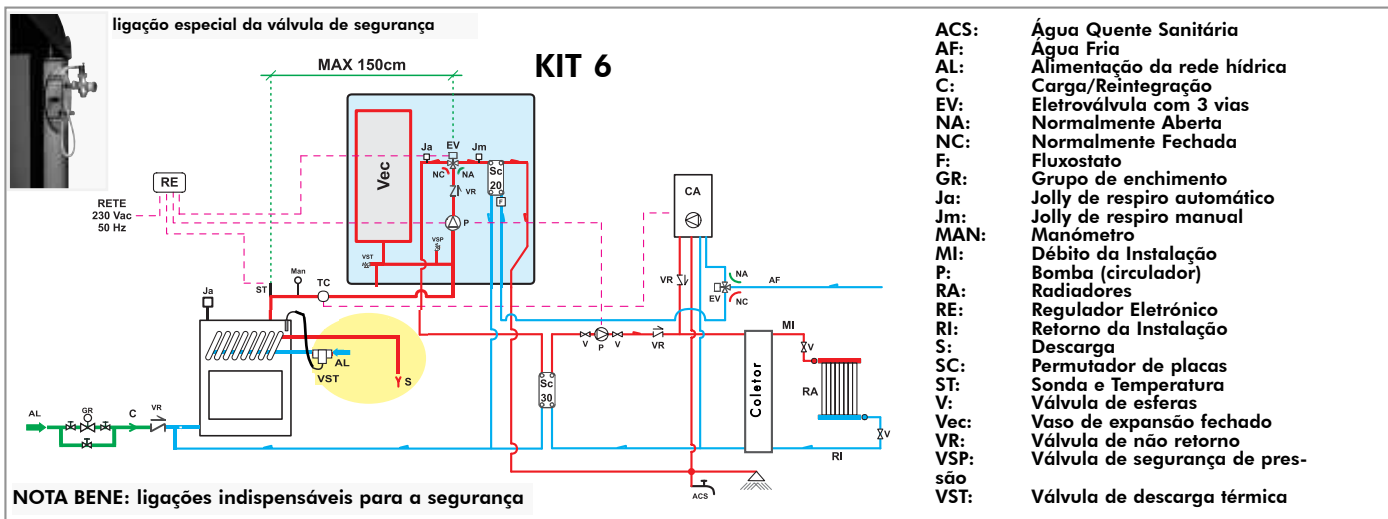 ligação especial da válvula de segurança
KIT 6
MAX 150cm
Vec
Ja
EV
Jm
NC
NA
Sc
20
F
VR
P
VSP
VST
RE
RETE
230 Vac
50 Hz
CA
VR
NA
EV
NC
AF
Man
ST
TC
Ja
AL
VST
S
V
P
V
VR
MI
V
Sc
30
Coletor
RA
V
RI
AL
GR
C
VR
ACS
NOTA BENE: ligações indispensáveis para a segurança
ACS: Água Quente Sanitária
AF: Água Fria
AL: Alimentação da rede hídrica
C: Carga/Reintegração
EV: Eletroválvula com 3 vias
NA: Normalmente Aberta
NC: Normalmente Fechada
F: Fluxostato
GR: Grupo de enchimento
Ja: Jolly de respiro automático
Jm: Jolly de respiro manual
MAN: Manómetro
MI: Débito da Instalação
P: Bomba (circulador)
RA: Radiadores
RE: Regulador Eletrónico
RI: Retorno da Instalação
S: Descarga
SC: Permutador de placas
ST: Sonda e Temperatura
V: Válvula de esferas
Vec: Vaso de expansão fechado
VR: Válvula de não retorno
VSP: Válvula de segurança de pres-
são
VST: Válvula de descarga térmica